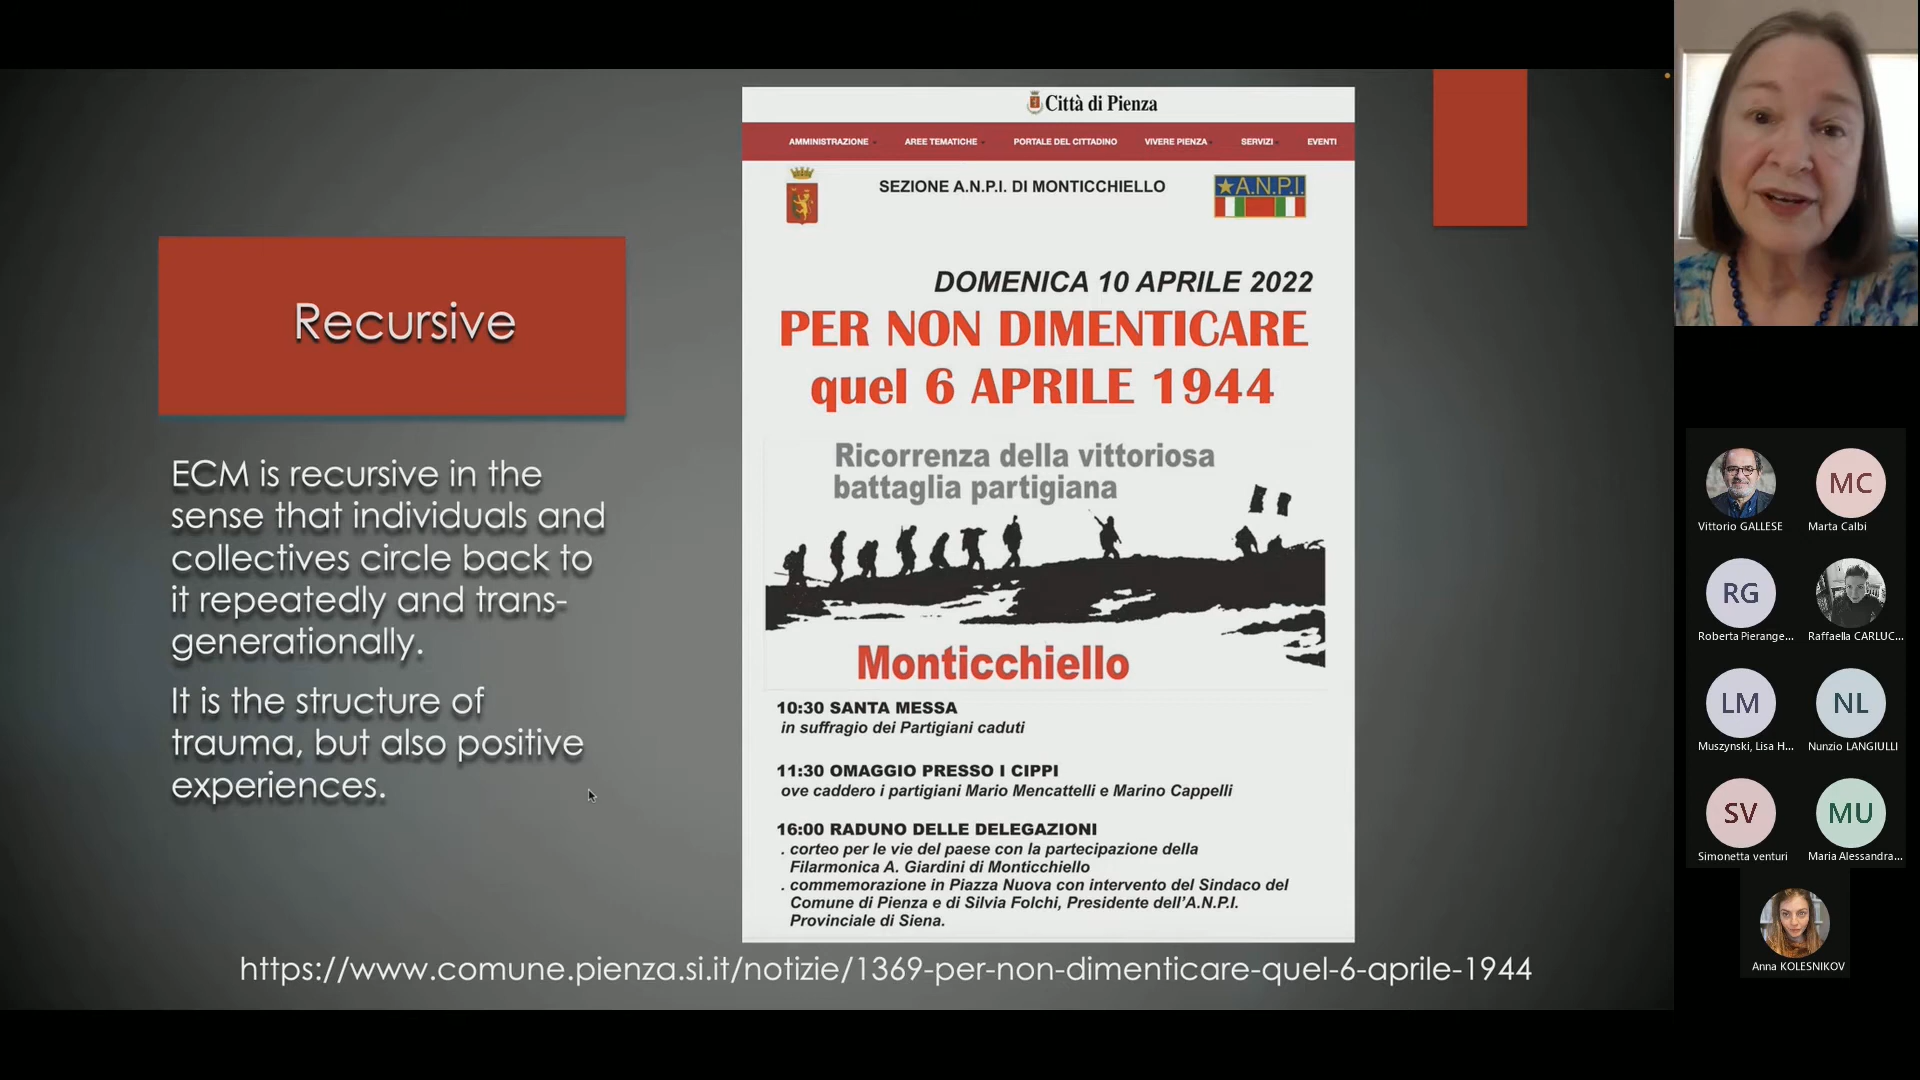 Recursive
ECM is recursive in the
sense that individuals and
collectives circle back to
it repeatedly and trans-
generationally.
It is the structure of
trauma, but also positive
experiences.
Città di Pienza
AMMINISTRAZIONE
AREE TEMATICHE
PORTALE DEL CITTADINO
VIVERE PIENZA
SERVIZI
EVENTI
SEZIONE A.N.P.I. DI MONTICCHIELLO
A.N.P.I.
DOMENICA 10 APRILE 2022
PER NON DIMENTICARE
quel 6 APRILE 1944
Ricorrenza della vittoriosa
battaglia partigiana
Monticchiello
10:30 SANTA MESSA
in suffragio dei Partigiani caduti
11:30 OMAGGIO PRESSO I CIPPI
ove caddero i partigiani Mario Mencattelli e Marino Cappelli
16:00 RADUNO DELLE DELEGAZIONI
. corteo per le vie del paese con la partecipazione della
Filarmonica A. Giardini di Monticchiello
. commemorazione in Piazza Nuova con intervento del Sindaco del
Comune di Pienza e di Silvia Folchi, Presidente dell'A.N.P.I.
Provinciale di Siena.
https://www.comune.pienza.si.it/notizie/1369-per-non-dimenticare-quel-6-aprile-1944
Vittorio GALLESE
MC
Marta Calbi
RG
Roberta Pierange...
Raffaella CARLUC...
LM
Muszynski, Lisa H...
NL
Nunzio LANGIULLI
SV
Simonetta venturi
MU
Maria Alessandra...
Anna KOLESNIKOV